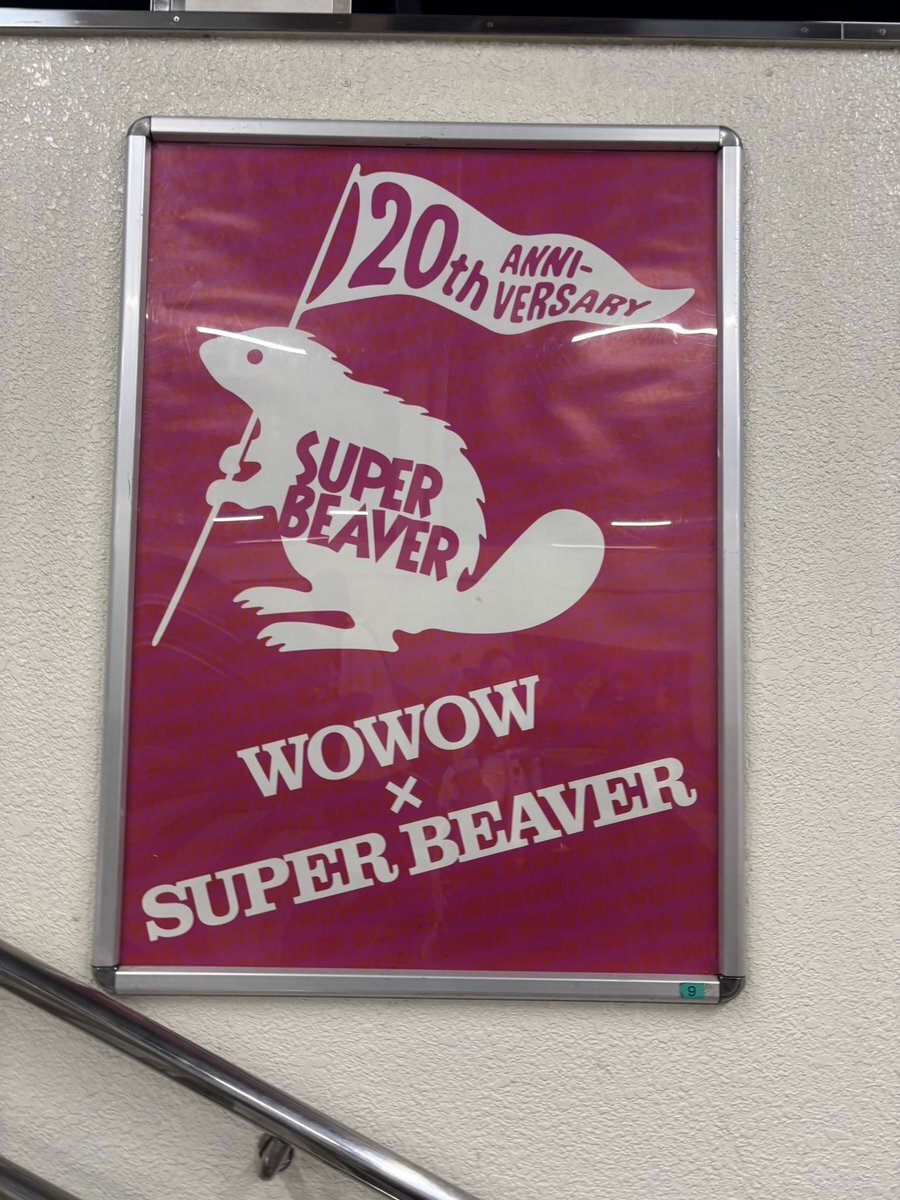 20th ANNI-
VERSARY
SUPER
BEAVER
WOWOW
×
SUPER BEAVER
9